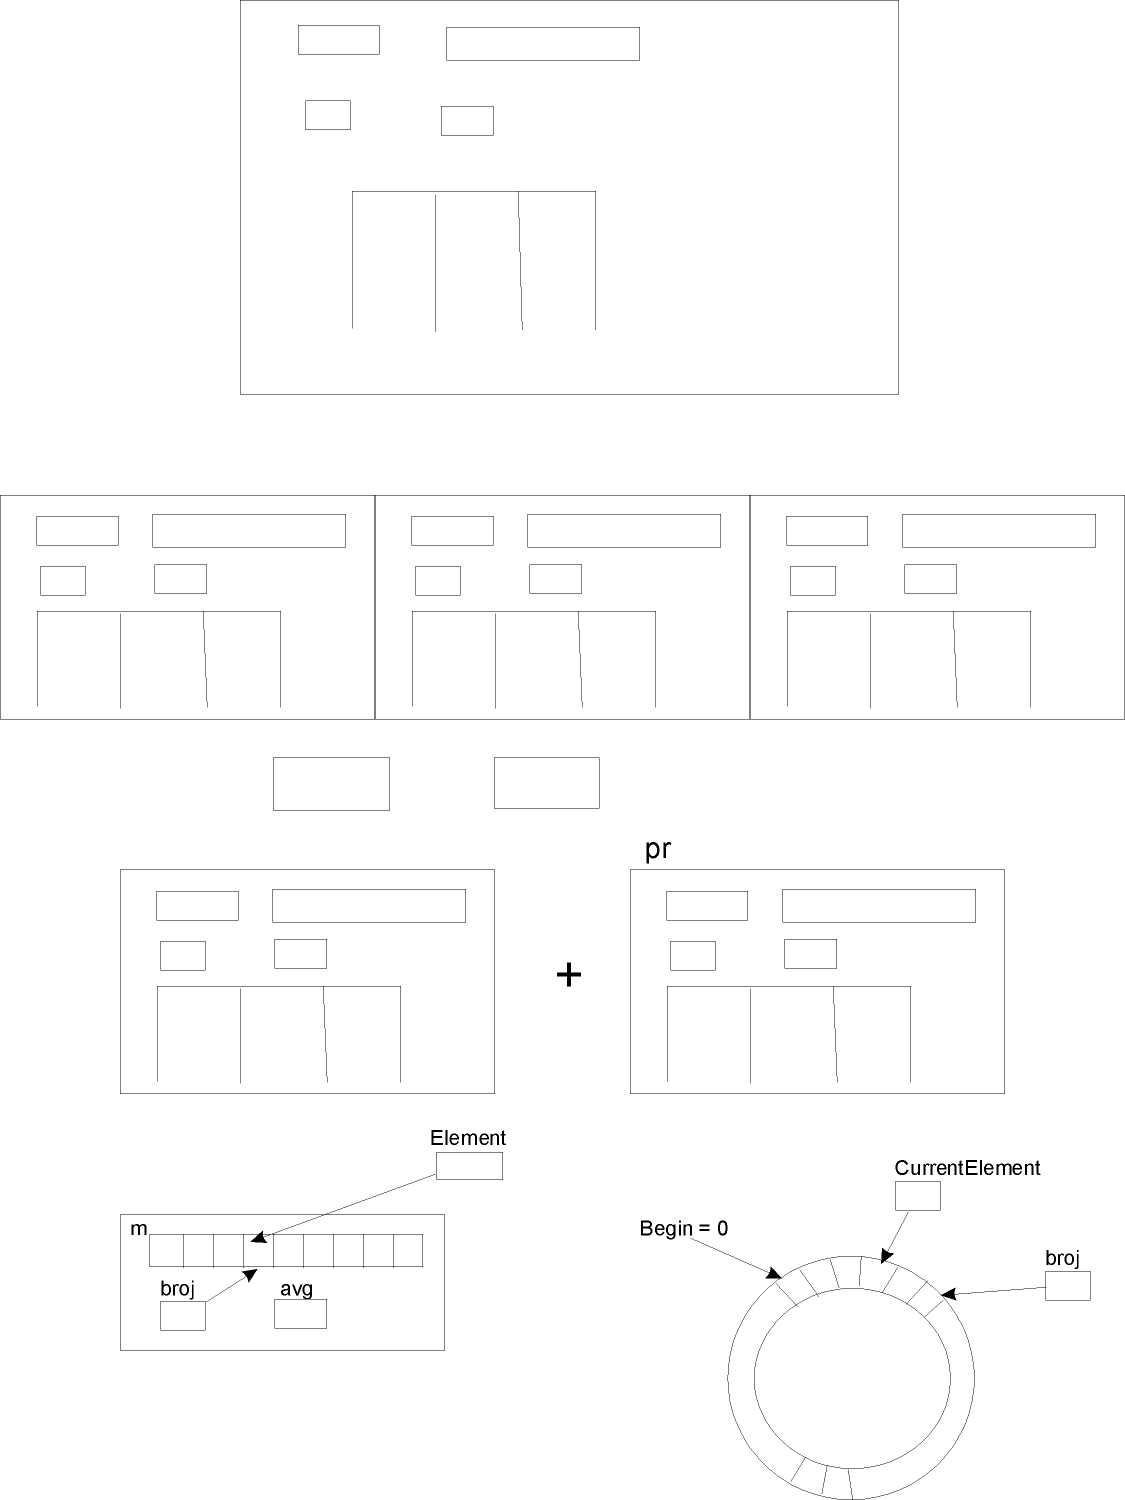 pr
+
Element
CurrentElement
m
Begin = 0
broj
broj
avg